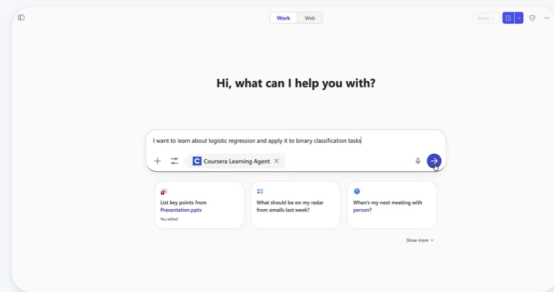 Work Web
Hi, what can I help you with?
I want to learn about logistic regression and apply it to binary classification tasks
Coursera Learning Agent
List key points from
Presentation.pptx
You edited
What should be on my radar
from emails last week?
When's my next meeting with
person?
Show more